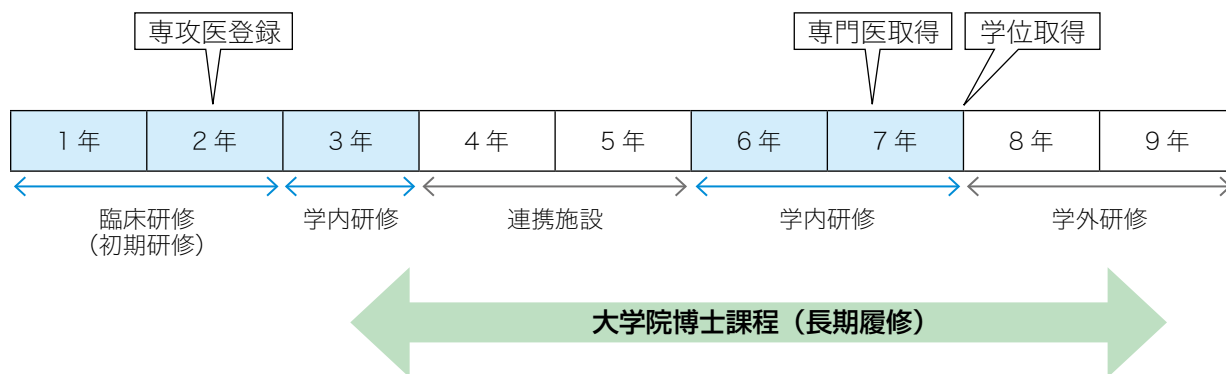 専攻医登録
専門医取得
学位取得
1年
2年
3年
4年
5年
6年
7年
8年
9年
臨床研修
（初期研修）
学内研修
連携施設
学内研修
学外研修
大学院博士課程（長期履修）